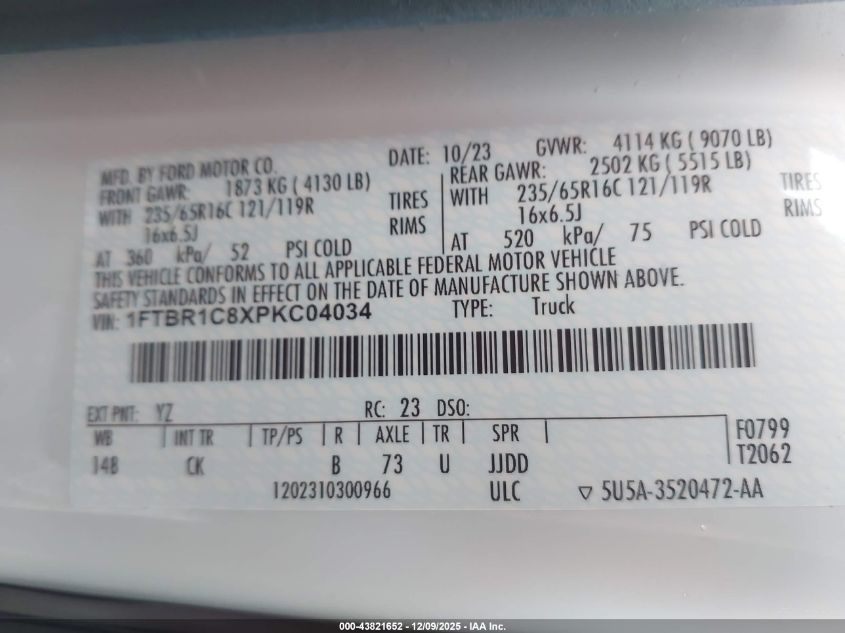 MFD. BY FORD MOTOR CO. DATE: 10/23 GVWR: 4114 KG ( 9070 LB)
FRONT GAWR: 1873 KG ( 4130 LB) REAR GAWR: 2502 KG ( 5515 LB)
WITH 235/65R16C 121/119R TIRES WITH 235/65R16C 121/119R TIRES
16x6.5J RIMS 16x6.5J RIMS
AT 360 kPa/ 52 PSI COLD AT 520 kPa/ 75 PSI COLD
THIS VEHICLE CONFORMS TO ALL APPLICABLE FEDERAL MOTOR VEHICLE
SAFETY STANDARDS IN EFFECT ON THE DATE OF MANUFACTURE SHOWN ABOVE.
VIN: 1FTBR1C8XPKC04034 TYPE: Truck
EXT PNT: YZ RC: 23 DSO:
WB INT TR TP/PS R AXLE TR SPR F0799
148 CK B 73 U JJDD T2062
1202310300966 ULC ▽ 5U5A-3520472-AA
000-43821652 - 12/09/2025 - IAA Inc.